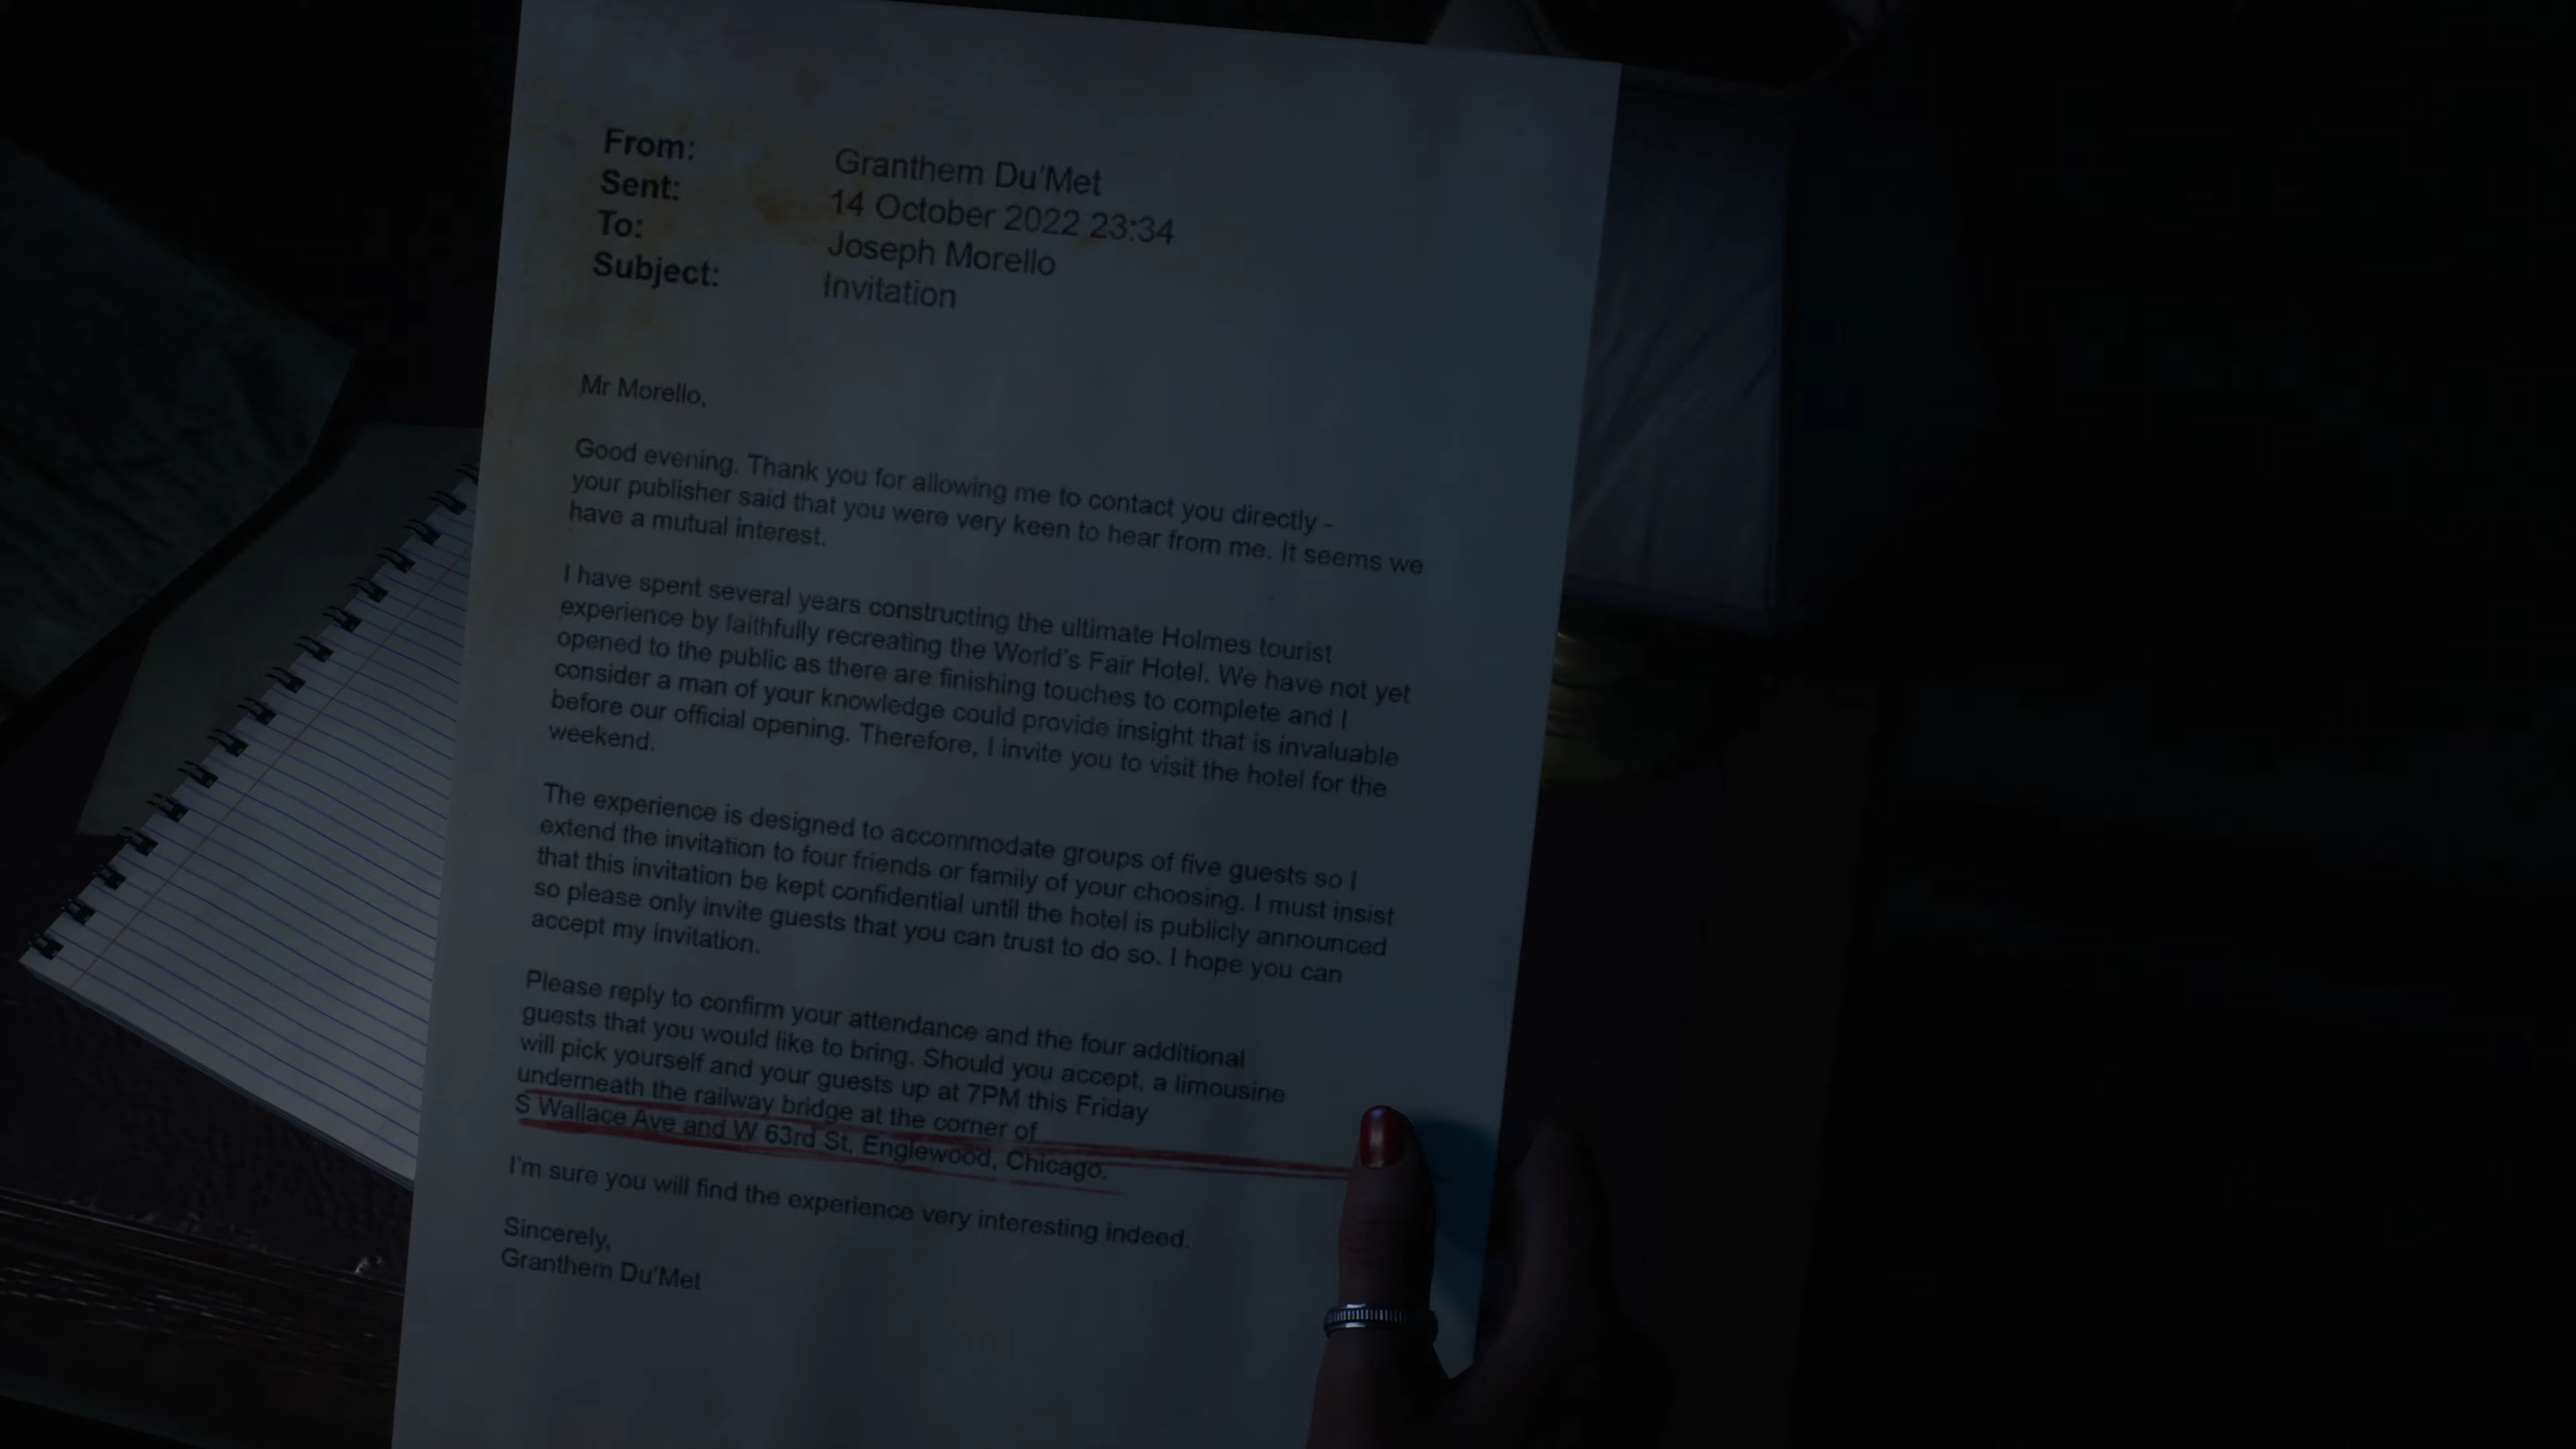 From: Granthem Du'Met
Sent: 14 October 2022 23:34
To: Joseph Morello
Subject: Invitation
Mr Morello,
Good evening. Thank you for allowing me to contact you directly -
your publisher said that you were very keen to hear from me. It seems we
have a mutual interest.
I have spent several years constructing the ultimate Holmes tourist
experience by faithfully recreating the World's Fair Hotel. We have not yet
opened to the public as there are finishing touches to complete and I
consider a man of your knowledge could provide insight that is invaluable
before our official opening. Therefore, I invite you to visit the hotel for the
weekend.
The experience is designed to accommodate groups of five guests so I
extend the invitation to four friends or family of your choosing. I must insist
that this invitation be kept confidential until the hotel is publicly announced
so please only invite guests that you can trust to do so. I hope you can
accept my invitation.
Please reply to confirm your attendance and the four additional
guests that you would like to bring. Should you accept, a limousine
will pick yourself and your guests up at 7PM this Friday
underneath the railway bridge at the corner of
S Wallace Ave and W 63rd St, Englewood, Chicago.
I'm sure you will find the experience very interesting indeed.
Sincerely,
Granthem Du'Met